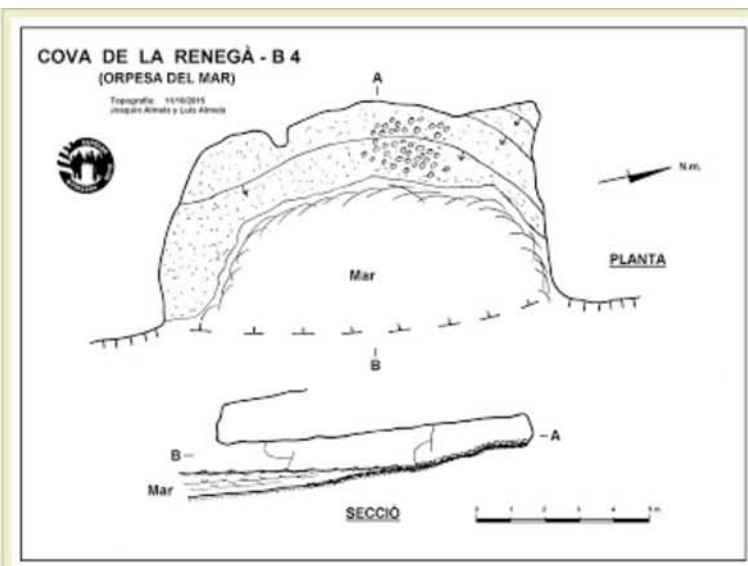 COVA DE LA RENEGÀ - B 4
(ORPESA DEL MAR)
Topografia: 11/10/2015
Joaquín Almela y Luis Almela
A
N.m.
PLANTA
Mar
B
B
A
Mar
SECCIÓ
0 1 2 3 4 5 m.